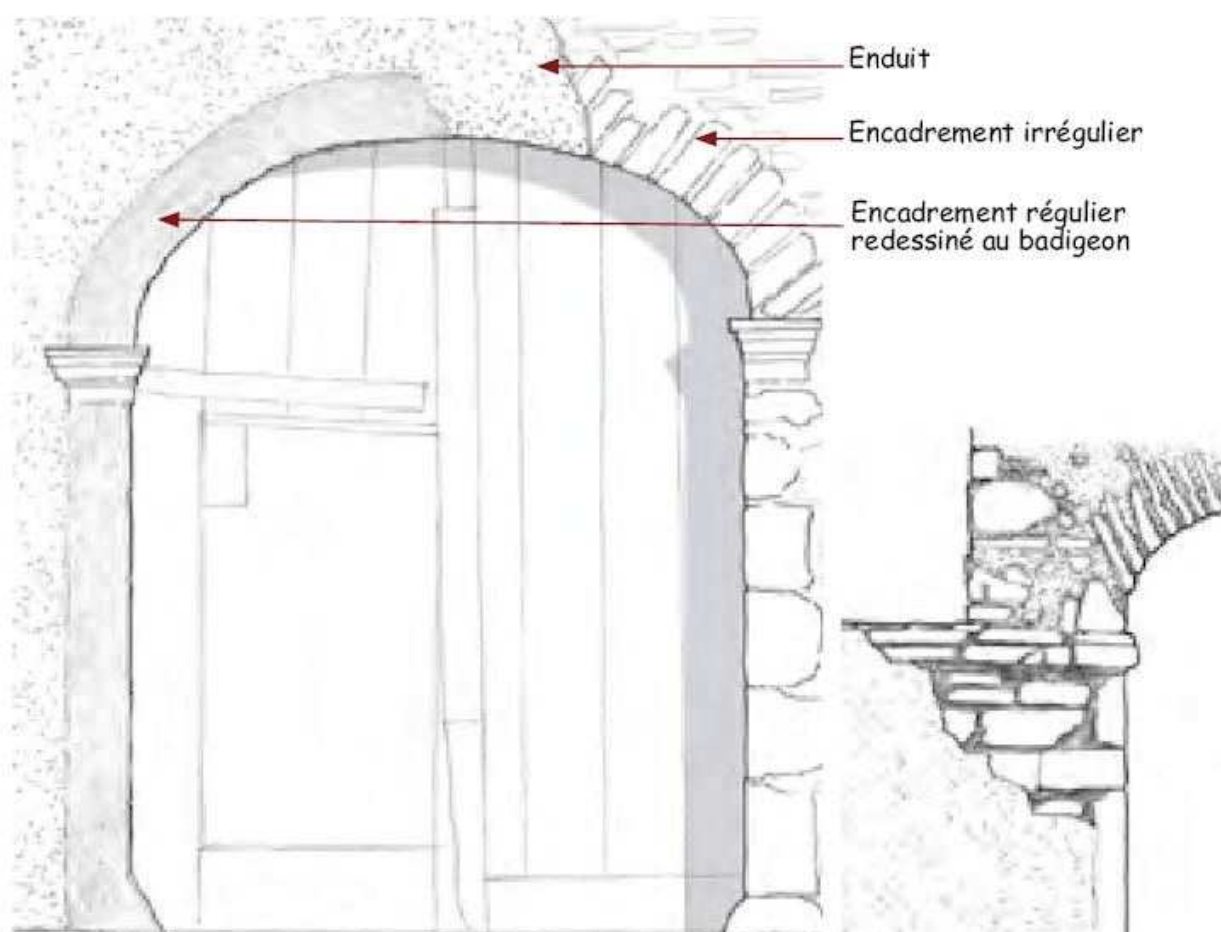 Enduit
Encadrement irrégulier
Encadrement régulier
redessiné au badigeon